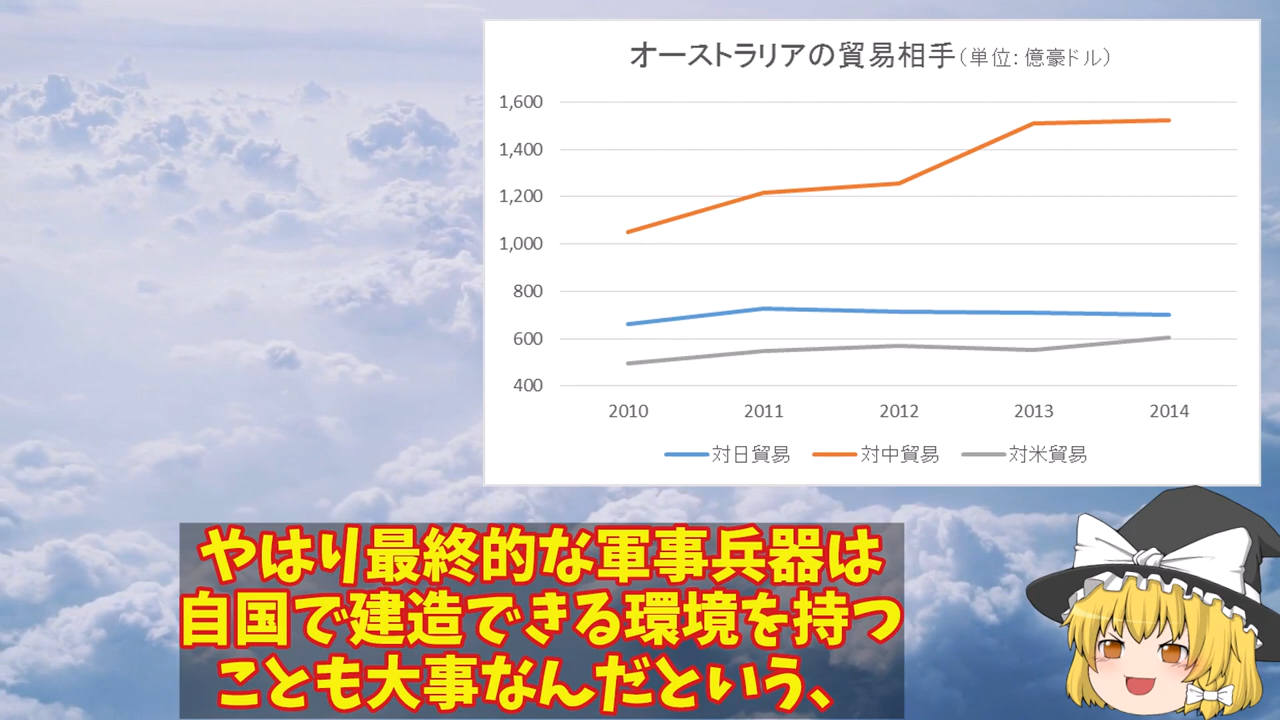 オーストラリアの貿易相手(単位: 億豪ドル)
1,600
1,400
1,200
1,000
800
600
400
2010 2011 2012 2013 2014
対日貿易 対中貿易 対米貿易
やはり最終的な軍事兵器は
自国で建造できる環境を持つ
ことも大事なんだという、